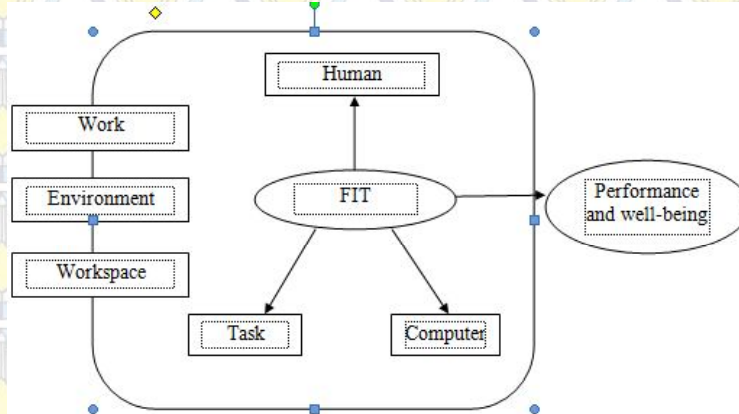 Human
Work
Environment
FIT
Performance
and well-being
Workspace
Task
Computer